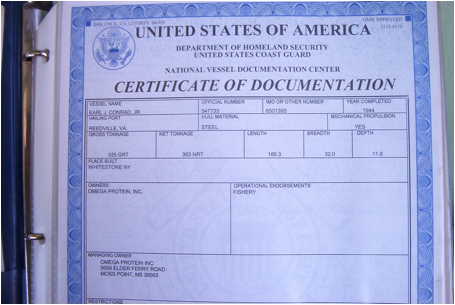 UNITED STATES OF AMERICA
DEPARTMENT OF HOMELAND SECURITY
UNITED STATES COAST GUARD
NATIONAL VESSEL DOCUMENTATION CENTER
CERTIFICATE OF DOCUMENTATION
VESSEL NAME OFFICIAL NUMBER IMO OR OTHER NUMBER YEAR COMPLETED
EARL J. CONRAD, JR. 547733 6501393 1944
HAILING PORT HULL MATERIAL MECHANICAL PROPULSION
REEDVILLE, VA STEEL YES
GROSS TONNAGE NET TONNAGE LENGTH BREADTH DEPTH
535 GRT 363 NRT 166.3 32.0 11.8
PLACE BUILT
WHITESTONE NY
OWNERS OPERATIONAL ENDORSEMENTS
OMEGA PROTEIN, INC. FISHERY
MANAGING OWNER
OMEGA PROTEIN INC
5650 ELDER FERRY ROAD
MOSS POINT, MS 39563
RESTRICTIONS